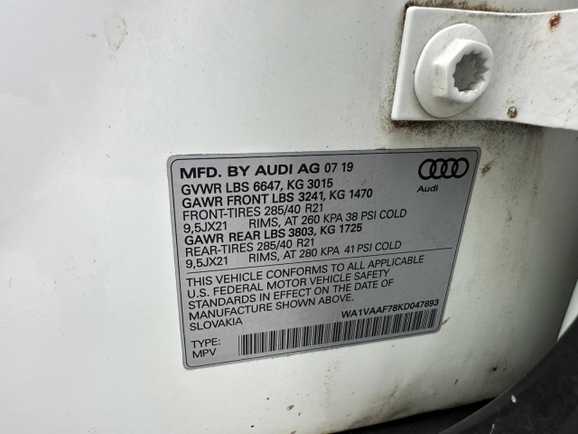 MFD. BY AUDI AG 07 19
GVWR LBS 6647, KG 3015
GAWR FRONT LBS 3241, KG 1470
FRONT-TIRES 285/40 R21
9,5JX21 RIMS, AT 260 KPA 38 PSI COLD
GAWR REAR LBS 3803, KG 1725
REAR-TIRES 285/40 R21
9,5JX21 RIMS, AT 280 KPA 41 PSI COLD
THIS VEHICLE CONFORMS TO ALL APPLICABLE
U.S. FEDERAL MOTOR VEHICLE SAFETY
STANDARDS IN EFFECT ON THE DATE OF
MANUFACTURE SHOWN ABOVE.
SLOVAKIA
WA1VAAF78KD047893
TYPE:
MPV
Audi